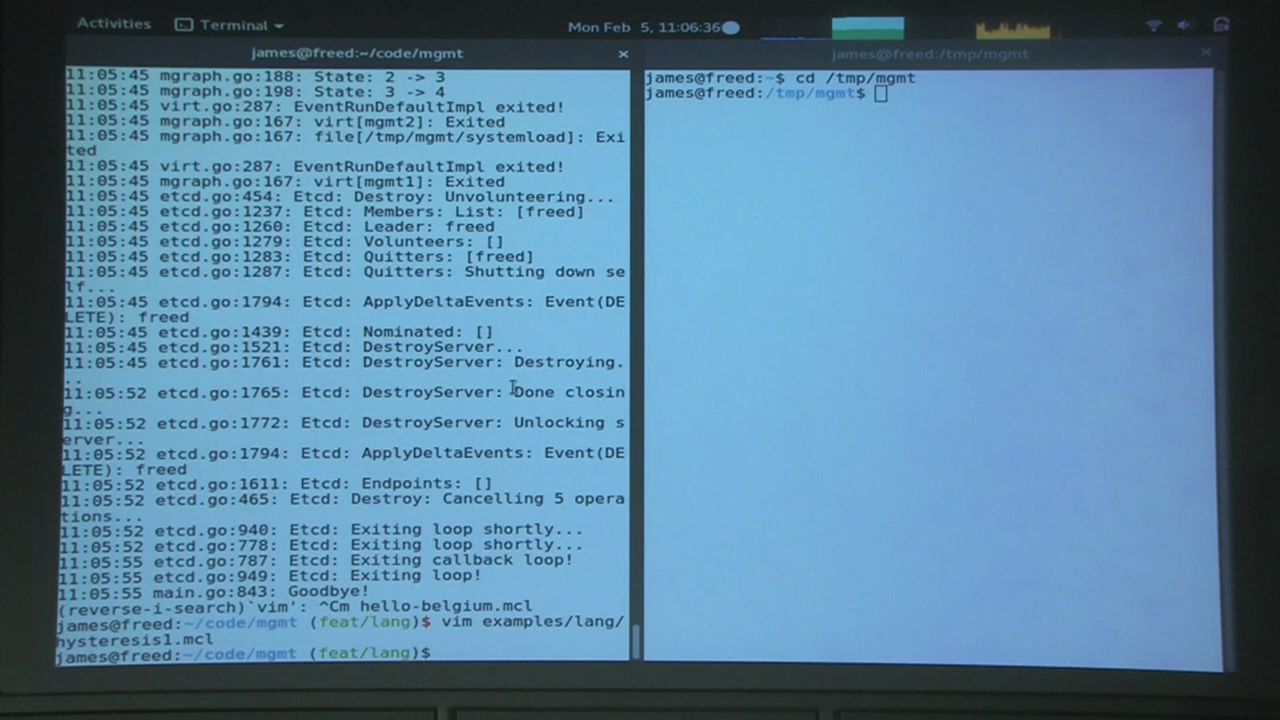 Activities Terminal Mon Feb 5, 11:06:36
james@freed:~/code/mgmt × james@freed:/tmp/mgmt ×
11:05:45 mgraph.go:188: State: 2 -> 3
11:05:45 mgraph.go:198: State: 3 -> 4
11:05:45 virt.go:287: EventRunDefaultImpl exited!
11:05:45 mgraph.go:167: virt[mgmt2]: Exited
11:05:45 mgraph.go:167: file[/tmp/mgmt/systemload]: Exi
ted
11:05:45 virt.go:287: EventRunDefaultImpl exited!
11:05:45 mgraph.go:167: virt[mgmt1]: Exited
11:05:45 etcd.go:454: Etcd: Destroy: Unvolunteering...
11:05:45 etcd.go:1237: Etcd: Members: List: [freed]
11:05:45 etcd.go:1260: Etcd: Leader: freed
11:05:45 etcd.go:1279: Etcd: Volunteers: []
11:05:45 etcd.go:1283: Etcd: Quitters: [freed]
11:05:45 etcd.go:1287: Etcd: Quitters: Shutting down se
lf...
11:05:45 etcd.go:1794: Etcd: ApplyDeltaEvents: Event(DE
LETE): freed
11:05:45 etcd.go:1439: Etcd: Nominated: []
11:05:45 etcd.go:1521: Etcd: DestroyServer...
11:05:45 etcd.go:1761: Etcd: DestroyServer: Destroying.
..
11:05:52 etcd.go:1765: Etcd: DestroyServer: Done closin
g...
11:05:52 etcd.go:1772: Etcd: DestroyServer: Unlocking s
erver...
11:05:52 etcd.go:1794: Etcd: ApplyDeltaEvents: Event(DE
LETE): freed
11:05:52 etcd.go:1611: Etcd: Endpoints: []
11:05:52 etcd.go:465: Etcd: Destroy: Cancelling 5 opera
tions...
11:05:52 etcd.go:940: Etcd: Exiting loop shortly...
11:05:52 etcd.go:778: Etcd: Exiting loop shortly...
11:05:55 etcd.go:787: Etcd: Exiting callback loop!
11:05:55 etcd.go:949: Etcd: Exiting loop!
11:05:55 main.go:843: Goodbye!
(reverse-i-search)`vim': ^Cm hello-belgium.mcl
james@freed:~/code/mgmt (feat/lang)$ vim examples/lang/
hysteresis1.mcl
james@freed:~/code/mgmt (feat/lang)$
james@freed:~$ cd /tmp/mgmt
james@freed:/tmp/mgmt$